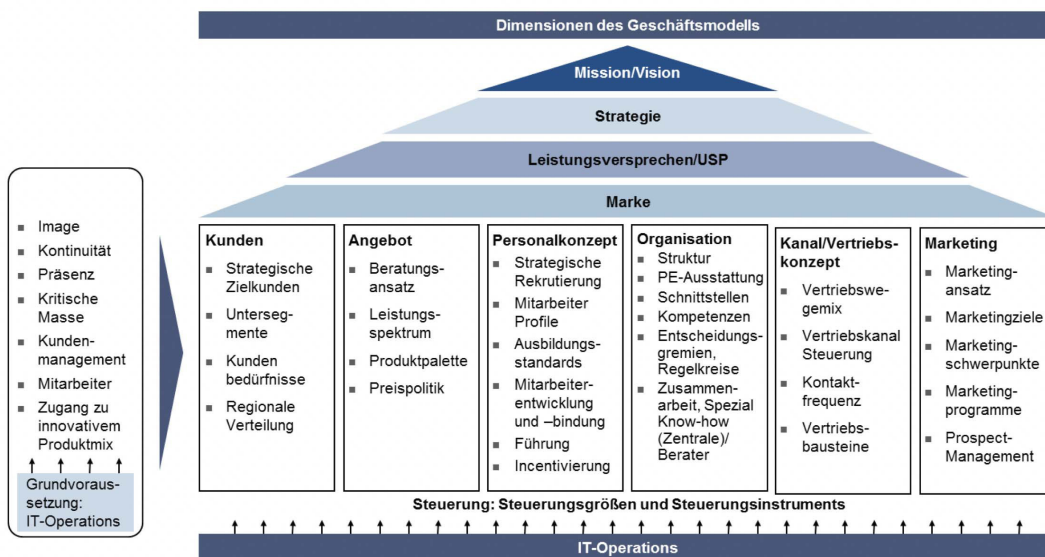 Dimensionen des Geschäftsmodells
Mission/Vision
Strategie
Leistungsversprechen/USP
Marke
Image
Kontinuität
Präsenz
Kritische
Masse
Kunden-
management
Mitarbeiter
Zugang zu
innovativem
Produktmix
Grundvoraus-
setzung:
IT-Operations
Kunden
Strategische
Zielkunden
Unterseg-
mente
Kunden
bedürfnisse
Regionale
Verteilung
Angebot
Beratungs-
ansatz
Leistungs-
spektrum
Produktpalette
Preispolitik
Personalkonzept
Strategische
Rekrutierung
Mitarbeiter
Profile
Ausbildungs-
standards
Mitarbeiter-
entwicklung
und –bindung
Führung
Incentivierung
Organisation
Struktur
PE-Ausstattung
Schnittstellen
Kompetenzen
Entscheidungs-
gremien,
Regelkreise
Zusammen-
arbeit, Spezial
Know-how
(Zentrale)/
Berater
Kanal/Vertriebs-
konzept
Vertriebswe-
gemix
Vertriebskanal
Steuerung
Kontakt-
frequenz
Vertriebs-
bausteine
Marketing
Marketing-
ansatz
Marketingziele
Marketing-
schwerpunkte
Marketing-
programme
Prospect-
Management
Steuerung: Steuerungsgrößen und Steuerungsinstruments
IT-Operations